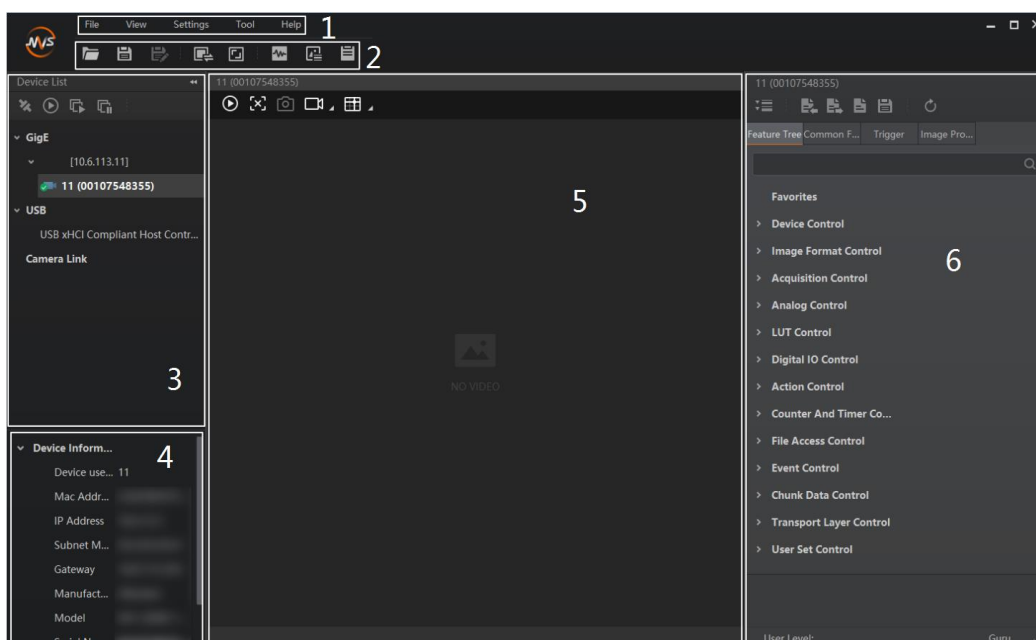 MVS
File View Settings Tool Help 1
2
Device List
GigE
[10.6.113.11]
11 (00107548355)
USB
USB xHCI Compliant Host Contr...
Camera Link
3
Device Inform...
4
Device use... 11
Mac Addr...
IP Address
Subnet M...
Gateway
Manufact...
Model
11 (00107548355)
5
NO VIDEO
11 (00107548355)
Feature Tree Common F... Trigger Image Pro...
Favorites
Device Control
Image Format Control
6
Acquisition Control
Analog Control
LUT Control
Digital IO Control
Action Control
Counter And Timer Co...
File Access Control
Event Control
Chunk Data Control
Transport Layer Control
User Set Control
User Level: Guru